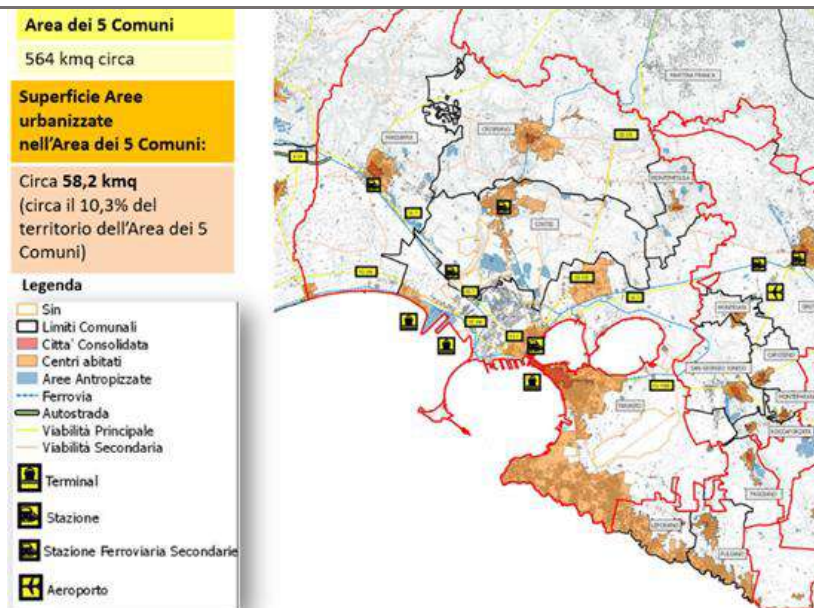 Area dei 5 Comuni
564 kmq circa
Superficie Aree
urbanizzate
nell'Area dei 5 Comuni:
Circa 58,2 kmq
(circa il 10,3% del
territorio dell'Area dei 5
Comuni)
Legenda
Sin
Limiti Comunali
Citta' Consolidata
Centri abitati
Aree Antropizzate
Ferrovia
Autostrada
Viabilità Principale
Viabilità Secondaria
Terminal
Stazione
Stazione Ferroviaria Secondarie
Aeroporto
MARTINA FRANCA
MASSAFRA
CRISPIANO
MONTEMESOLA
STATTE
SAN GIORGIO IONICO
CAROSINO
TARANTO
ROCCAFORZATA
FAGGIANO
LEPORANO
PULSANO